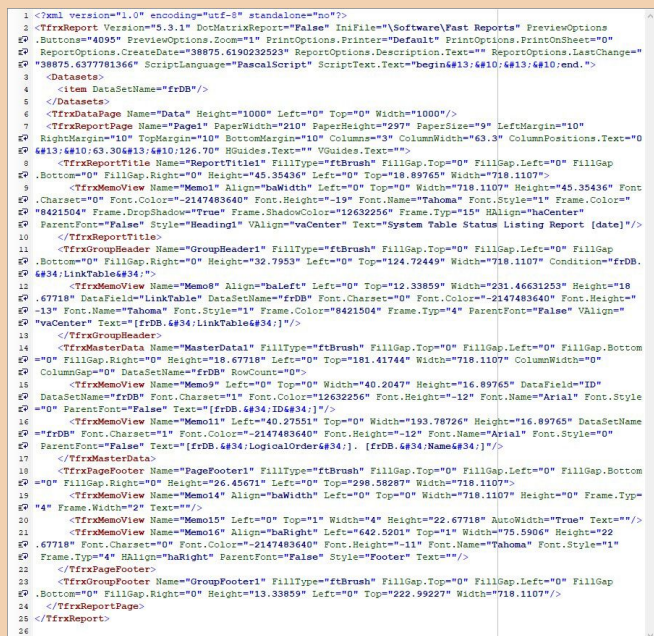 1 <?xml version="1.0" encoding="utf-8" standalone="no"?>
2 <TfrxReport Version="5.3.1" DotMatrixReport="False" IniFile="\Software\Fast Reports" PreviewOptions
.Buttons="4095" PreviewOptions.Zoom="1" PrintOptions.Printer="Default" PrintOptions.PrintOnSheet="0"
ReportOptions.CreateDate="38875.6190232523" ReportOptions.Description.Text="" ReportOptions.LastChange="
"38875.6377781366" ScriptLanguage="PascalScript" ScriptText.Text="begin&#13;&#10;&#13;&#10;end.">
3 <Datasets>
4 <item DataSetName="frDB"/>
5 </Datasets>
6 <TfrxDataPage Name="Data" Height="1000" Left="0" Top="0" Width="1000"/>
7 <TfrxReportPage Name="Page1" PaperWidth="210" PaperHeight="297" PaperSize="9" LeftMargin="10"
RightMargin="10" TopMargin="10" BottomMargin="10" Columns="3" ColumnWidth="63.3" ColumnPositions.Text="0
&#13;&#10;63.30&#13;&#10;126.70" HGuides.Text="" VGuides.Text="">
8 <TfrxReportTitle Name="ReportTitle1" FillType="ftBrush" FillGap.Top="0" FillGap.Left="0" FillGap
.Bottom="0" FillGap.Right="0" Height="45.35436" Left="0" Top="18.89765" Width="718.1107">
9 <TfrxMemoView Name="Memo1" Align="baWidth" Left="0" Top="0" Width="718.1107" Height="45.35436" Font
.Charset="0" Font.Color="-2147483640" Font.Height="-19" Font.Name="Tahoma" Font.Style="1" Frame.Color="
"8421504" Frame.DropShadow="True" Frame.ShadowColor="12632256" Frame.Typ="15" HAlign="haCenter"
ParentFont="False" Style="Heading1" VAlign="vaCenter" Text="System Table Status Listing Report [date]"/>
10 </TfrxReportTitle>
11 <TfrxGroupHeader Name="GroupHeader1" FillType="ftBrush" FillGap.Top="0" FillGap.Left="0" FillGap
.Bottom="0" FillGap.Right="0" Height="32.7953" Left="0" Top="124.72449" Width="718.1107" Condition="frDB.
&#34;LinkTable&#34;">
12 <TfrxMemoView Name="Memo8" Align="baLeft" Left="0" Top="12.33859" Width="231.46631253" Height="18
.67718" DataField="LinkTable" DataSetName="frDB" Font.Charset="0" Font.Color="-2147483640" Font.Height="
-13" Font.Name="Tahoma" Font.Style="1" Frame.Color="8421504" Frame.Typ="4" ParentFont="False" VAlign="
"vaCenter" Text="[frDB.&#34;LinkTable&#34;]"/>
13 </TfrxGroupHeader>
14 <TfrxMasterData Name="MasterData1" FillType="ftBrush" FillGap.Top="0" FillGap.Left="0" FillGap.Bottom
="0" FillGap.Right="0" Height="18.67718" Left="0" Top="181.41744" Width="718.1107" ColumnWidth="0"
ColumnGap="0" DataSetName="frDB" RowCount="0">
15 <TfrxMemoView Name="Memo9" Left="0" Top="0" Width="40.2047" Height="16.89765" DataField="ID"
DataSetName="frDB" Font.Charset="1" Font.Color="12632256" Font.Height="-12" Font.Name="Arial" Font.Style
="0" ParentFont="False" Text="[frDB.&#34;ID&#34;]"/>
16 <TfrxMemoView Name="Memo11" Left="40.27551" Top="0" Width="193.78726" Height="16.89765" DataSetName
="frDB" Font.Charset="1" Font.Color="-2147483640" Font.Height="-12" Font.Name="Arial" Font.Style="0"
ParentFont="False" Text="[frDB.&#34;LogicalOrder&#34;]. [frDB.&#34;Name&#34;]"/>
17 </TfrxMasterData>
18 <TfrxPageFooter Name="PageFooter1" FillType="ftBrush" FillGap.Top="0" FillGap.Left="0" FillGap.Bottom
="0" FillGap.Right="0" Height="26.45671" Left="0" Top="298.58287" Width="718.1107">
19 <TfrxMemoView Name="Memo14" Align="baWidth" Left="0" Top="0" Width="718.1107" Height="0" Frame.Typ=
"4" Frame.Width="2" Text=""/>
20 <TfrxMemoView Name="Memo15" Left="0" Top="1" Width="4" Height="22.67718" AutoWidth="True" Text=""/>
21 <TfrxMemoView Name="Memo16" Align="baRight" Left="642.5201" Top="1" Width="75.5906" Height="22
.67718" Font.Charset="0" Font.Color="-2147483640" Font.Height="-11" Font.Name="Tahoma" Font.Style="1"
Frame.Typ="4" HAlign="haRight" ParentFont="False" Style="Footer" Text=""/>
22 </TfrxPageFooter>
23 <TfrxGroupFooter Name="GroupFooter1" FillType="ftBrush" FillGap.Top="0" FillGap.Left="0" FillGap
.Bottom="0" FillGap.Right="0" Height="13.33859" Left="0" Top="222.99227" Width="718.1107"/>
24 </TfrxReportPage>
25 </TfrxReport>
26